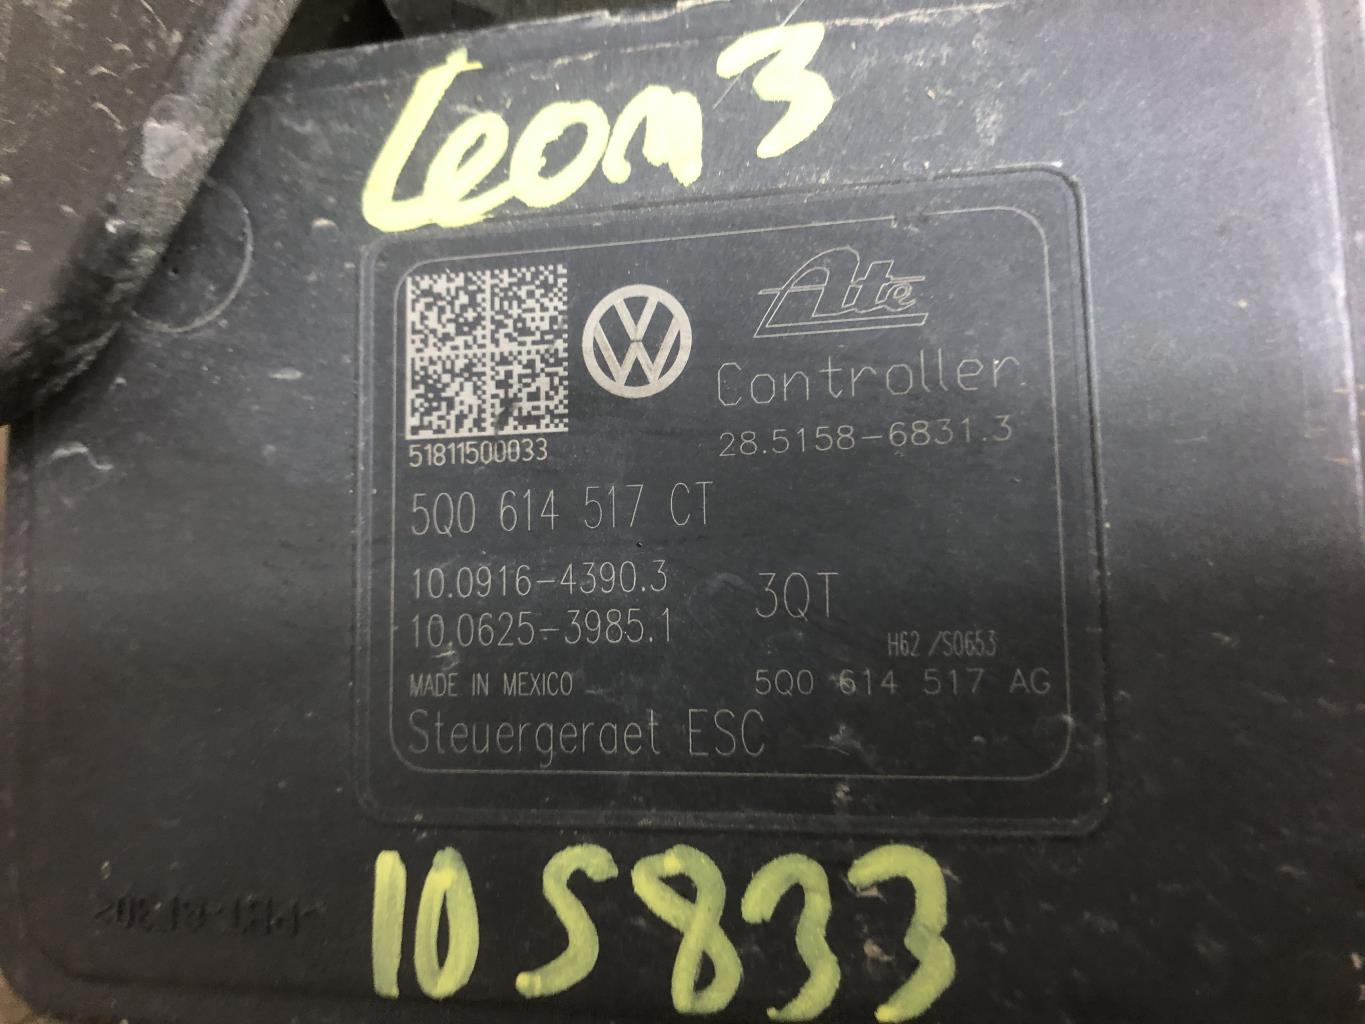 Leon 3
Ate
Controller
28.5158-6831.3
51811500033
5Q0 614 517 CT
10.0916-4390.3
10.0625-3985.1
3QT
H62 /S0653
MADE IN MEXICO
5Q0 614 517 AG
Steuergeraet ESC
105833